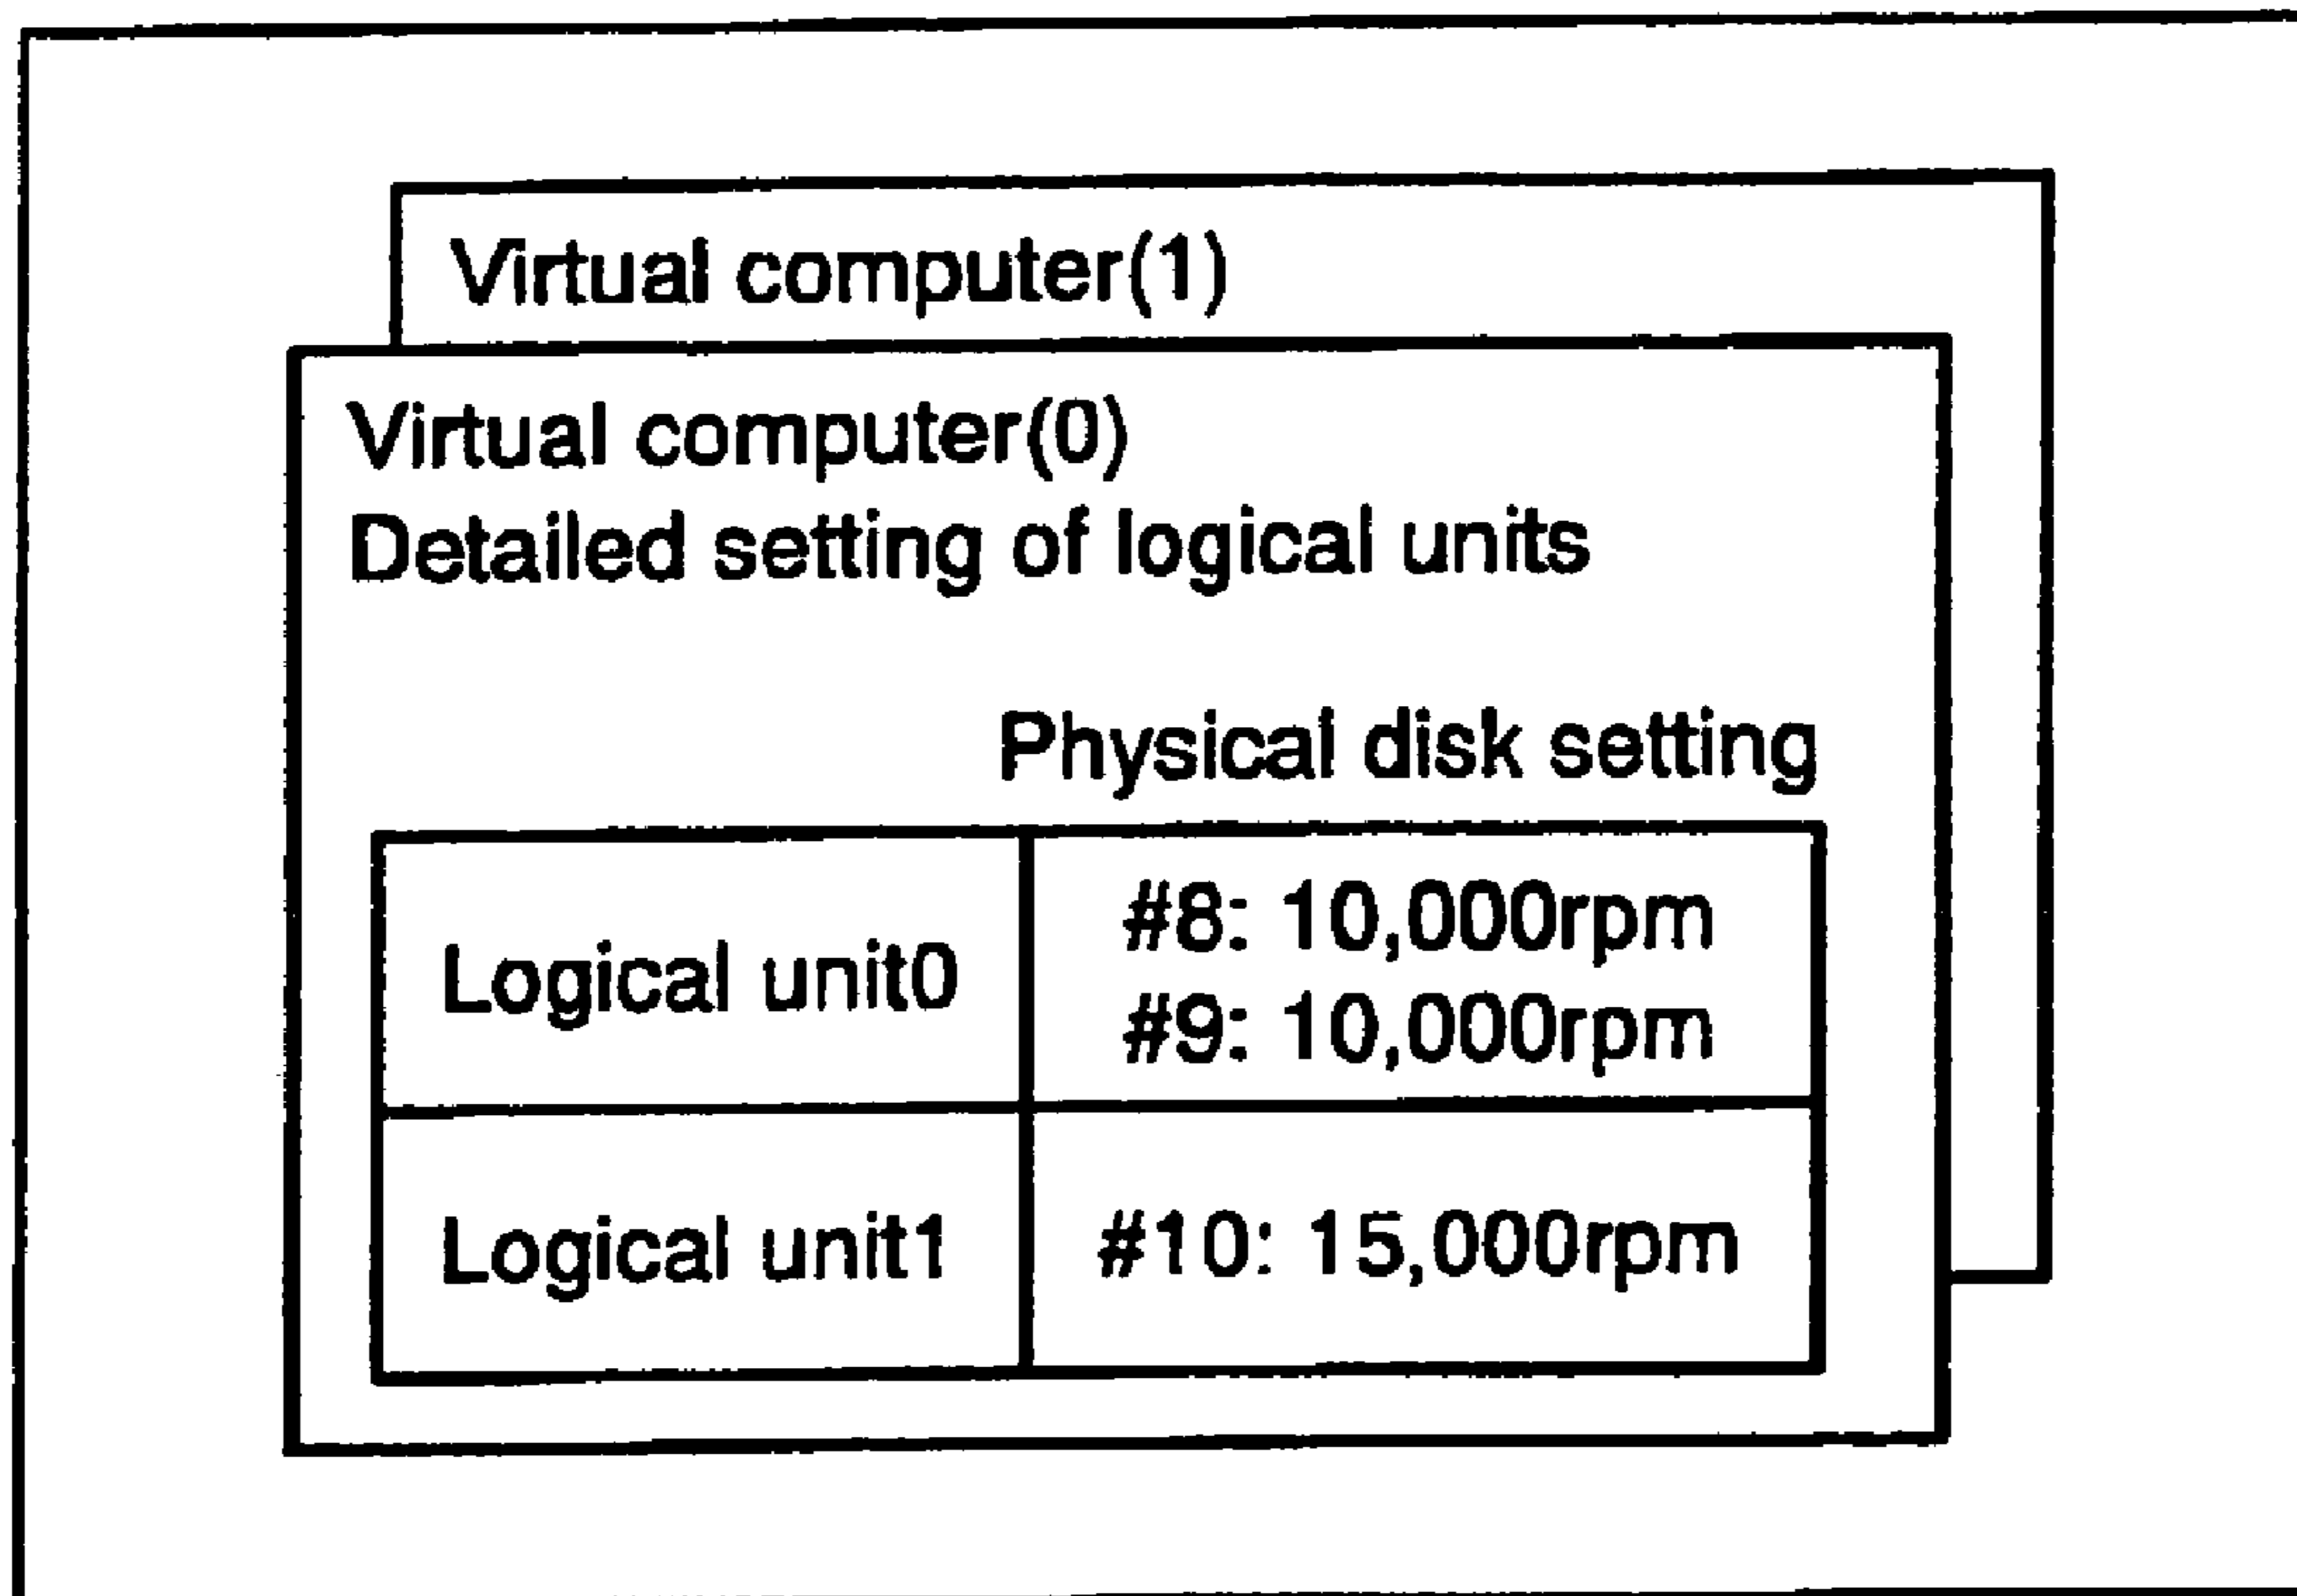 Virtual computer(1)
Virtual computer(0)
Detailed setting of logical units
Physical disk setting
Logical unit0
#8: 10,000rpm
#9: 10,000rpm
Logical unit1
#10: 15,000rpm